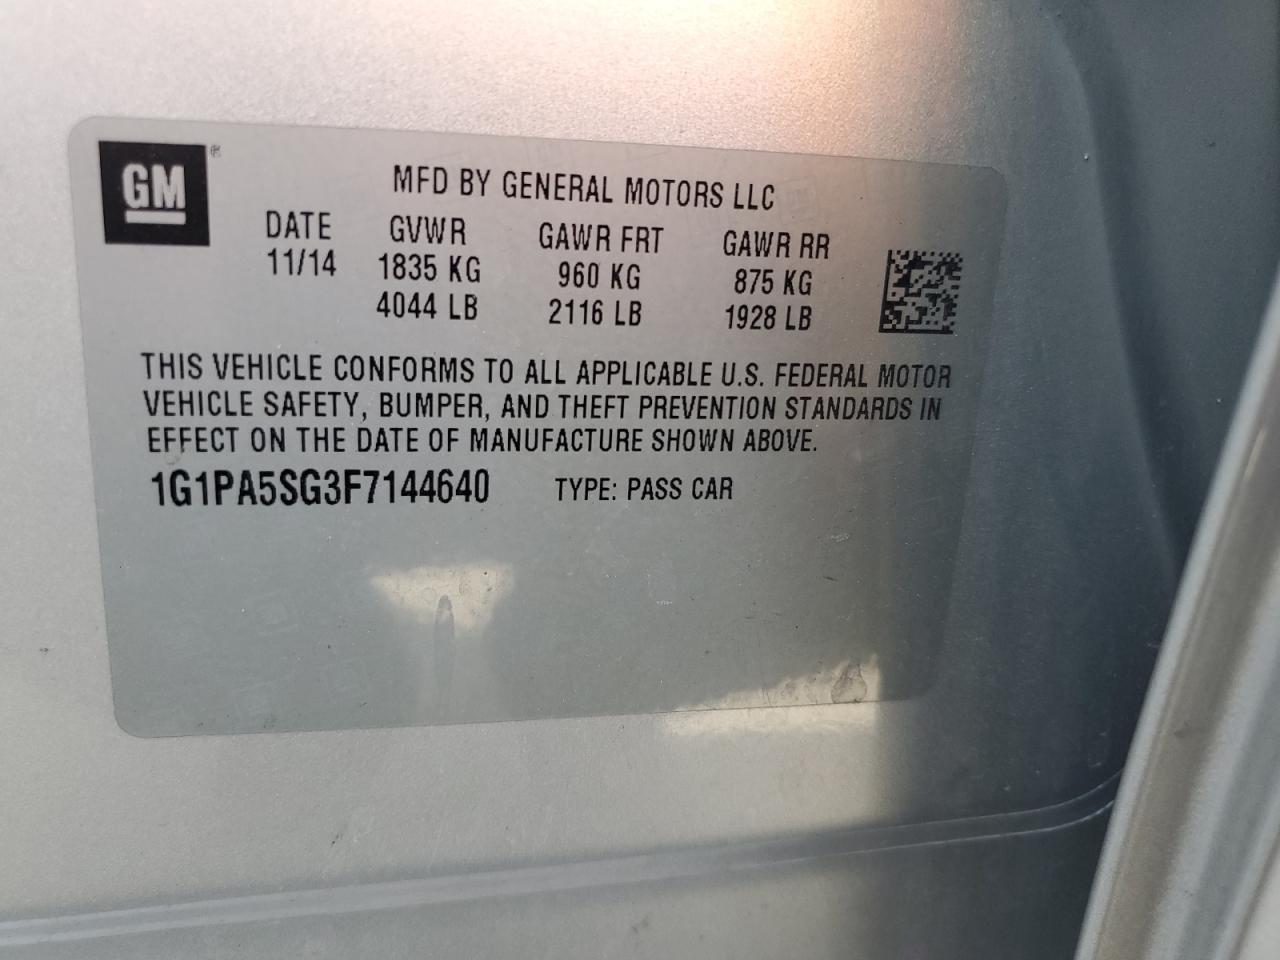 GM®
MFD BY GENERAL MOTORS LLC
DATE GVWR GAWR FRT GAWR RR
11/14 1835 KG 960 KG 875 KG
4044 LB 2116 LB 1928 LB
THIS VEHICLE CONFORMS TO ALL APPLICABLE U.S. FEDERAL MOTOR
VEHICLE SAFETY, BUMPER, AND THEFT PREVENTION STANDARDS IN
EFFECT ON THE DATE OF MANUFACTURE SHOWN ABOVE.
1G1PA5SG3F7144640 TYPE: PASS CAR